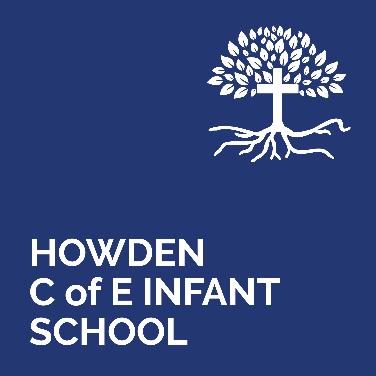 HOWDEN
C of E INFANT
SCHOOL